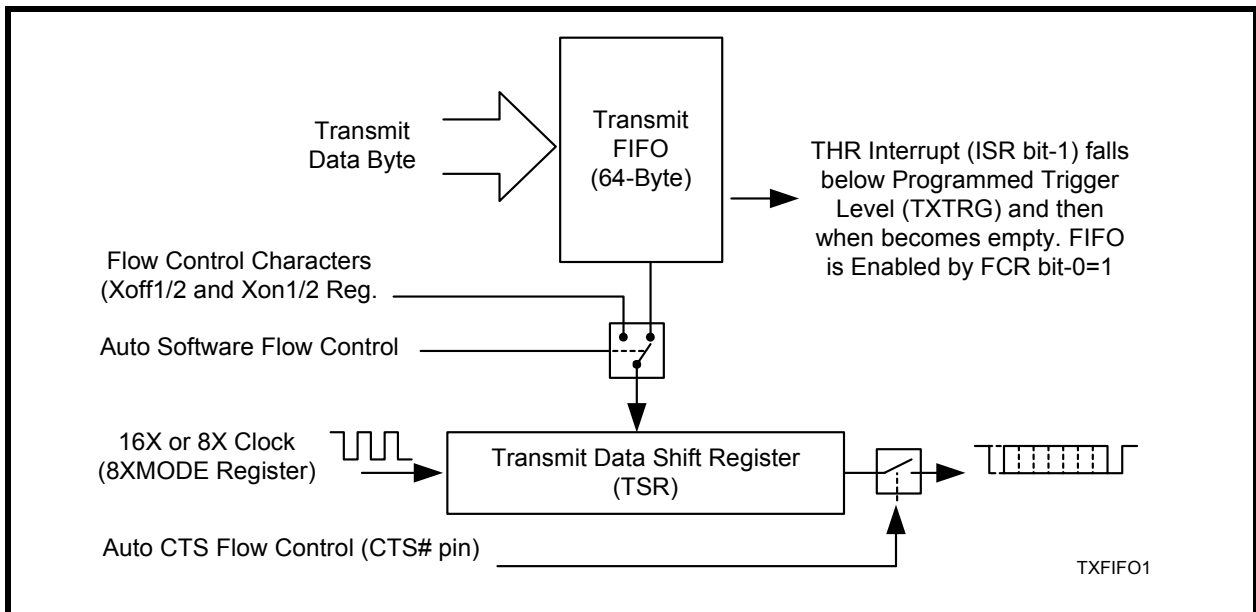 Transmit
Data Byte
Transmit
FIFO
(64-Byte)
THR Interrupt (ISR bit-1) falls
below Programmed Trigger
Level (TXTRG) and then
when becomes empty. FIFO
is Enabled by FCR bit-0=1
Flow Control Characters
(Xoff1/2 and Xon1/2 Reg.
Auto Software Flow Control
16X or 8X Clock
(8XMODE Register)
Transmit Data Shift Register
(TSR)
Auto CTS Flow Control (CTS# pin)
TXFIFO1